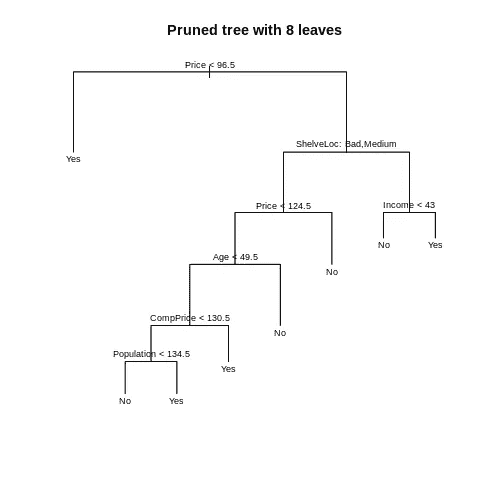 Pruned tree with 8 leaves
Price < 96.5
ShelveLoc: Bad,Medium
Yes
Price < 124.5
Income < 43
No
Yes
Age < 49.5
No
CompPrice < 130.5
No
Population < 134.5
Yes
No
Yes